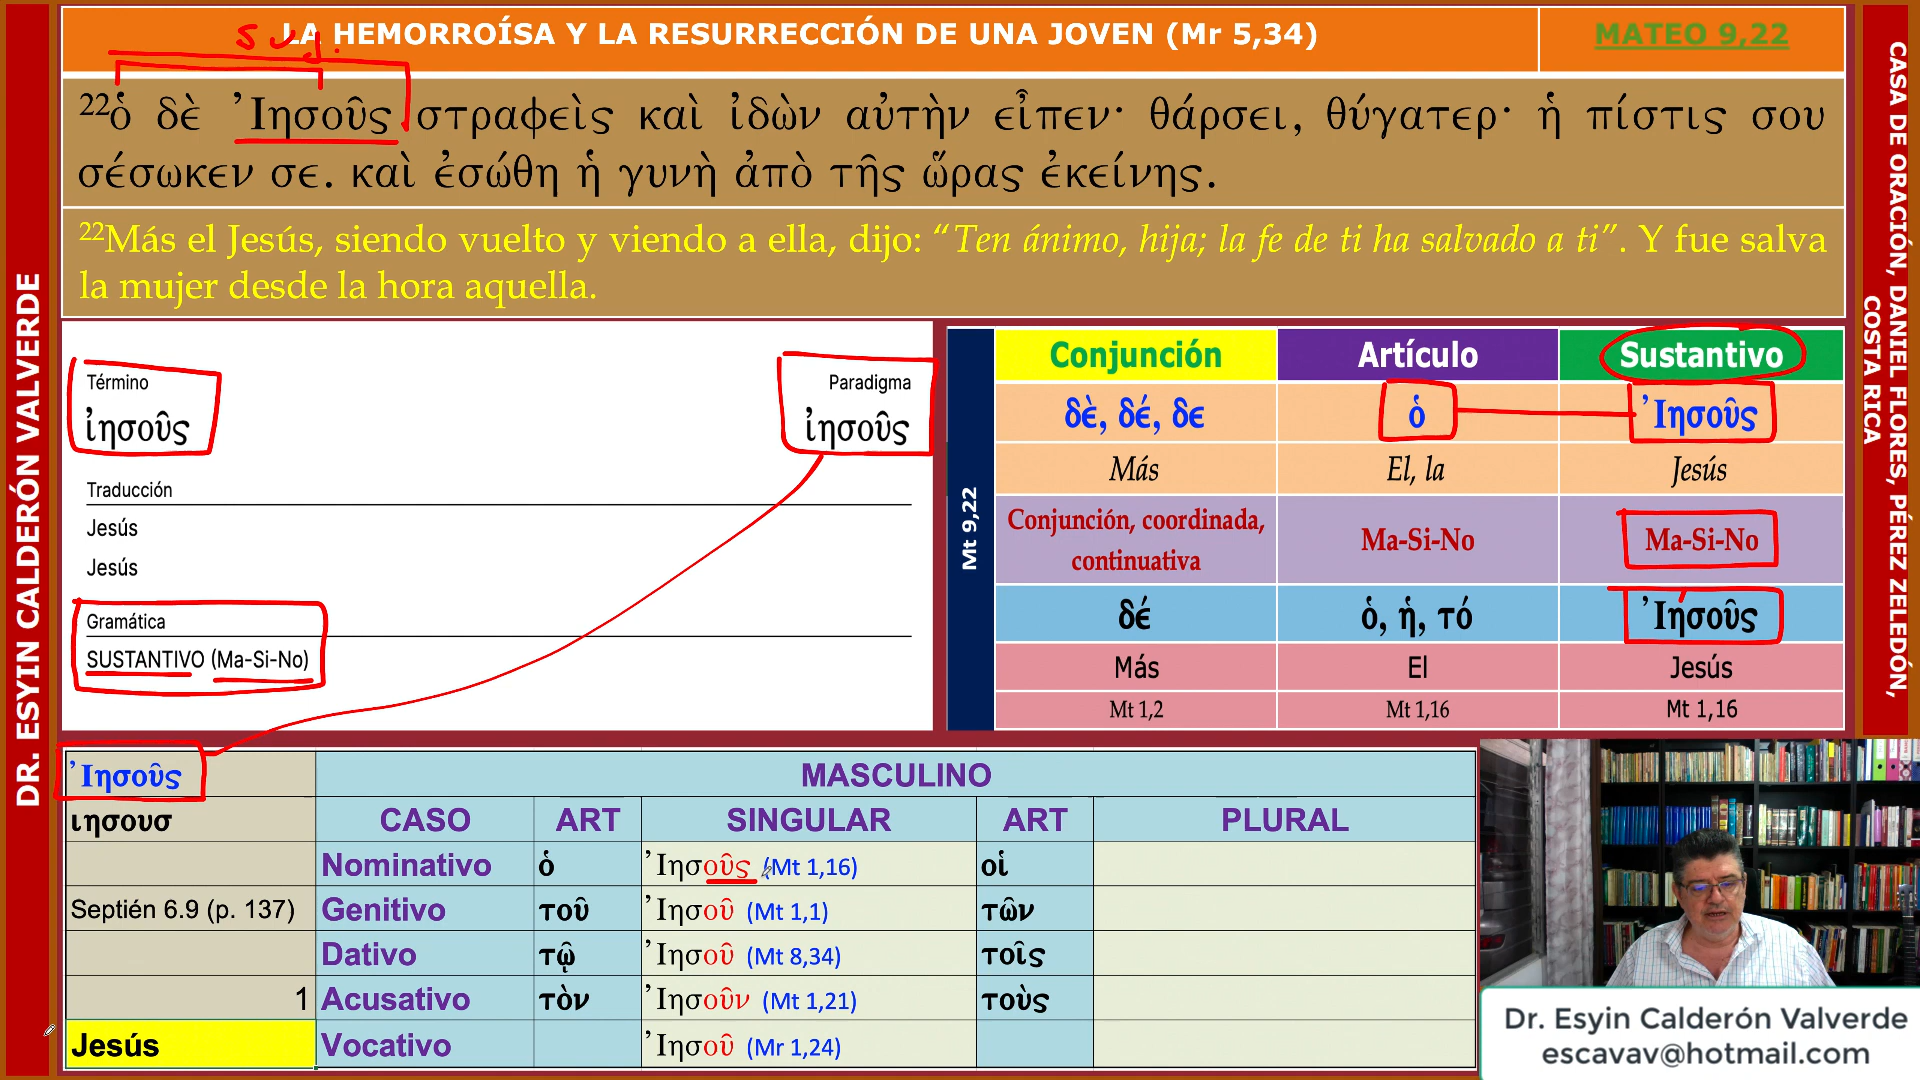 DR. ESYIN CALDERÓN VALVERDE
LA HEMORROÍSA Y LA RESURRECCIÓN DE UNA JOVEN (Mr 5,34)
MATEO 9,22
suj.
²²ὁ δὲ Ἰησοῦς στραφεὶς καὶ ἰδὼν αὐτὴν εἶπεν· θάρσει, θύγατερ· ἡ πίστις σου
σέσωκεν σε. καὶ ἐσώθη ἡ γυνὴ ἀπὸ τῆς ὥρας ἐκείνης.
²²Más el Jesús, siendo vuelto y viendo a ella, dijo: “Ten ánimo, hija; la fe de ti ha salvado a ti”. Y fue salva
la mujer desde la hora aquella.
Término Paradigma
ἰησοῦς ἰησοῦς
Traducción
Jesús
Jesús
Gramática
SUSTANTIVO (Ma-Si-No)
Mt 9,22
Conjunción Artículo Sustantivo
δὲ, δέ, δε ὁ Ἰησοῦς
Más El, la Jesús
Conjunción, coordinada,
continuativa Ma-Si-No Ma-Si-No
δέ ὁ, ἡ, τό Ἰησοῦς
Más El Jesús
Mt 1,2 Mt 1,16 Mt 1,16
Ἰησοῦς MASCULINO
ιησουσ CASO ART SINGULAR ART PLURAL
Nominativo ὁ Ἰησοῦς (Mt 1,16) οἱ
Septién 6.9 (p. 137) Genitivo τοῦ Ἰησοῦ (Mt 1,1) τῶν
Dativo τῷ Ἰησοῦ (Mt 8,34) τοῖς
1 Acusativo τὸν Ἰησοῦν (Mt 1,21) τοὺς
Jesús Vocativo Ἰησοῦ (Mr 1,24)
CASA DE ORACIÓN, DANIEL FLORES, PÉREZ ZELEDÓN,
COSTA RICA
Dr. Esyin Calderón Valverde
escavav@hotmail.com